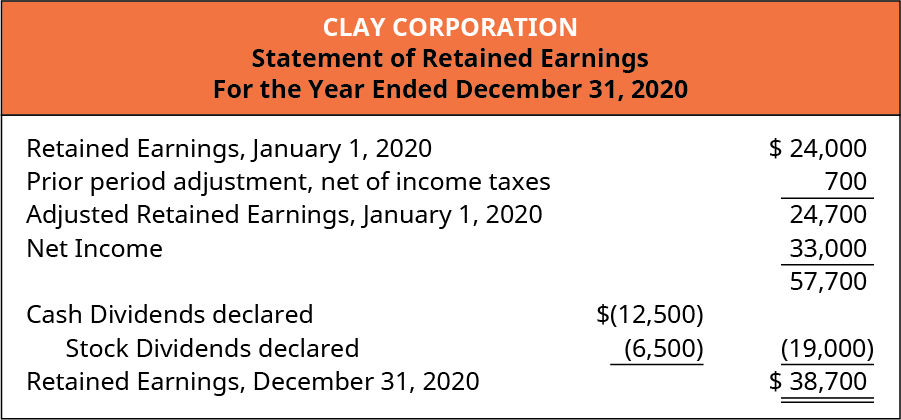 CLAY CORPORATION
Statement of Retained Earnings
For the Year Ended December 31, 2020
Retained Earnings, January 1, 2020 $ 24,000
Prior period adjustment, net of income taxes 700
Adjusted Retained Earnings, January 1, 2020 24,700
Net Income 33,000
57,700
Cash Dividends declared $(12,500)
Stock Dividends declared (6,500) (19,000)
Retained Earnings, December 31, 2020 $ 38,700